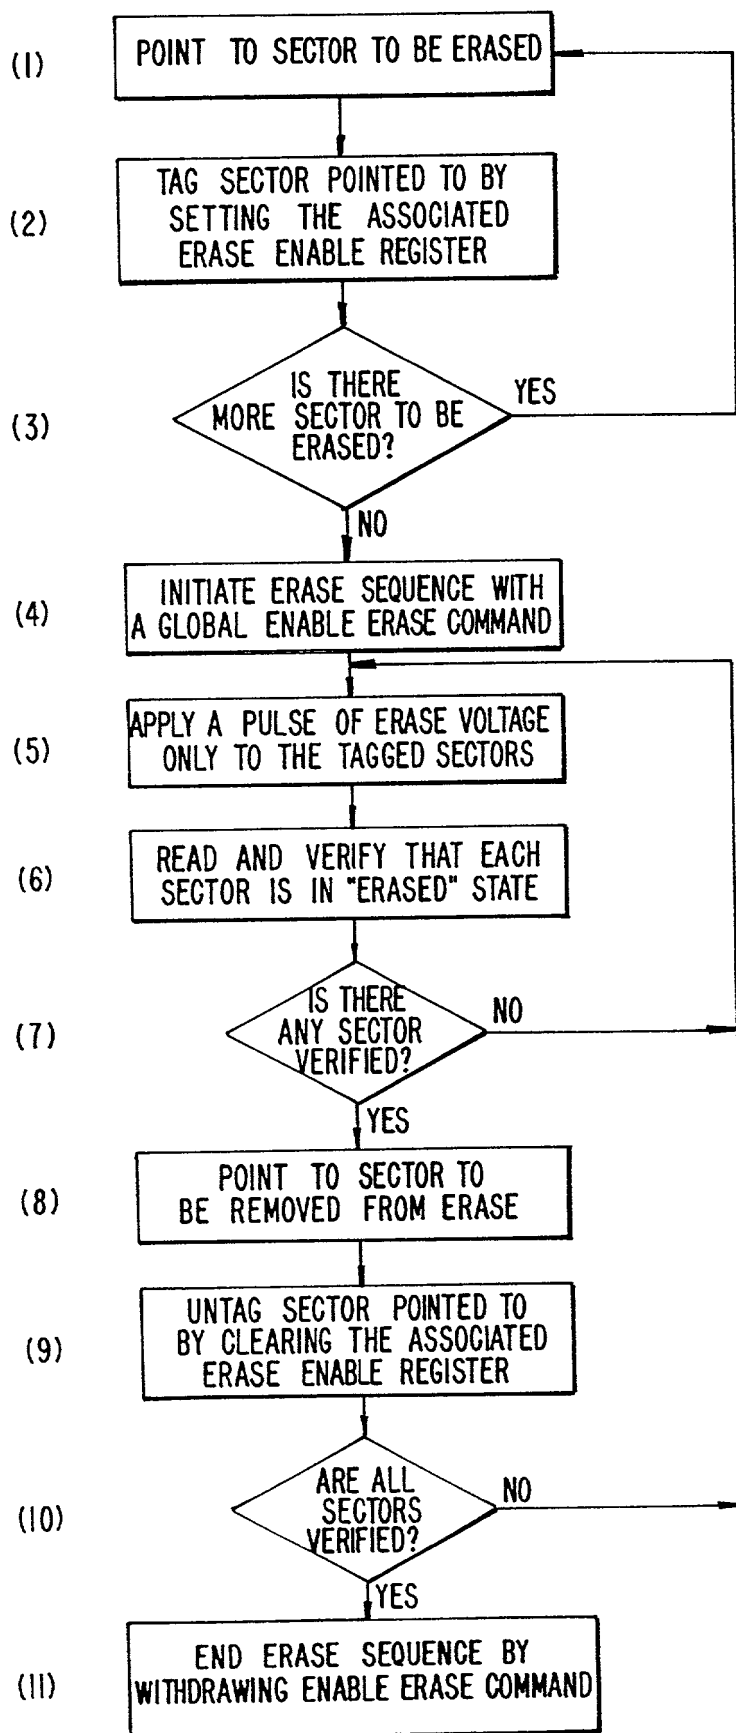 (1)
POINT TO SECTOR TO BE ERASED
(2)
TAG SECTOR POINTED TO BY
SETTING THE ASSOCIATED
ERASE ENABLE REGISTER
(3)
IS THERE
MORE SECTOR TO BE
ERASED?
YES
NO
(4)
INITIATE ERASE SEQUENCE WITH
A GLOBAL ENABLE ERASE COMMAND
(5)
APPLY A PULSE OF ERASE VOLTAGE
ONLY TO THE TAGGED SECTORS
(6)
READ AND VERIFY THAT EACH
SECTOR IS IN "ERASED" STATE
(7)
IS THERE
ANY SECTOR
VERIFIED?
NO
YES
(8)
POINT TO SECTOR TO
BE REMOVED FROM ERASE
(9)
UNTAG SECTOR POINTED TO
BY CLEARING THE ASSOCIATED
ERASE ENABLE REGISTER
(10)
ARE ALL
SECTORS
VERIFIED?
NO
YES
(11)
END ERASE SEQUENCE BY
WITHDRAWING ENABLE ERASE COMMAND